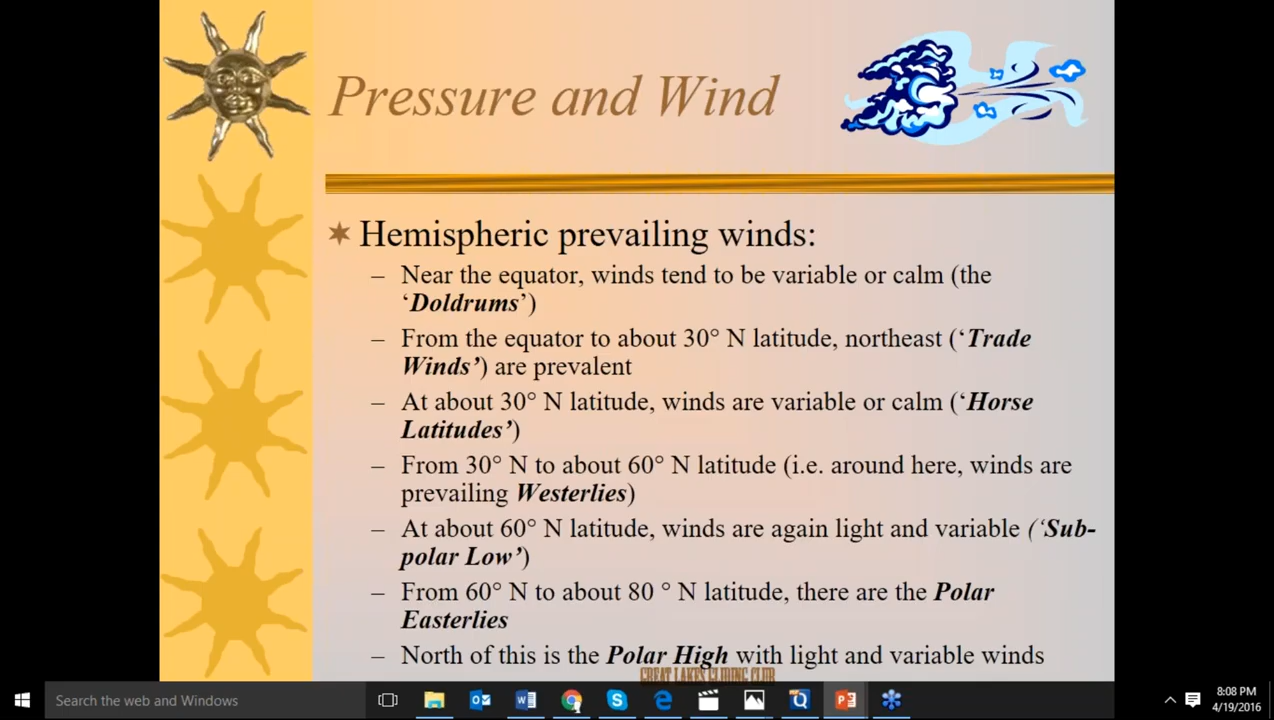 Pressure and Wind
Hemispheric prevailing winds:
– Near the equator, winds tend to be variable or calm (the
‘Doldrums’)
– From the equator to about 30° N latitude, northeast (‘Trade
Winds’) are prevalent
– At about 30° N latitude, winds are variable or calm (‘Horse
Latitudes’)
– From 30° N to about 60° N latitude (i.e. around here, winds are
prevailing Westerlies)
– At about 60° N latitude, winds are again light and variable (‘Sub-
polar Low’)
– From 60° N to about 80 ° N latitude, there are the Polar
Easterlies
– North of this is the Polar High with light and variable winds
GREAT LAKES GLIDING CLUB
Search the web and Windows
8:08 PM
4/19/2016